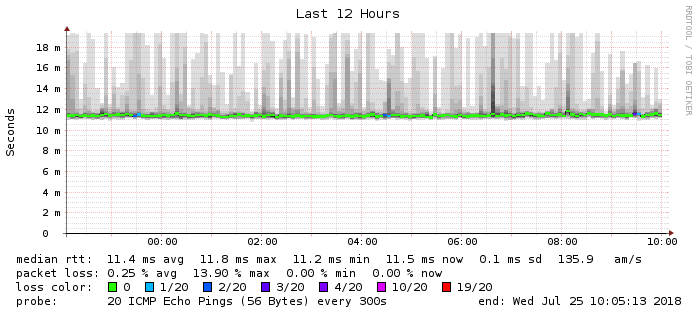 Last 12 Hours
RRDTOOL / TOBI OETIKER
Seconds
18 m
16 m
14 m
12 m
10 m
8 m
6 m
4 m
2 m
0
00:00 02:00 04:00 06:00 08:00 10:00
median rtt: 11.4 ms avg 11.8 ms max 11.2 ms min 11.5 ms now 0.1 ms sd 135.9 am/s
packet loss: 0.25 % avg 13.90 % max 0.00 % min 0.00 % now
loss color: 0 1/20 2/20 3/20 4/20 10/20 19/20
probe: 20 ICMP Echo Pings (56 Bytes) every 300s end: Wed Jul 25 10:05:13 2018